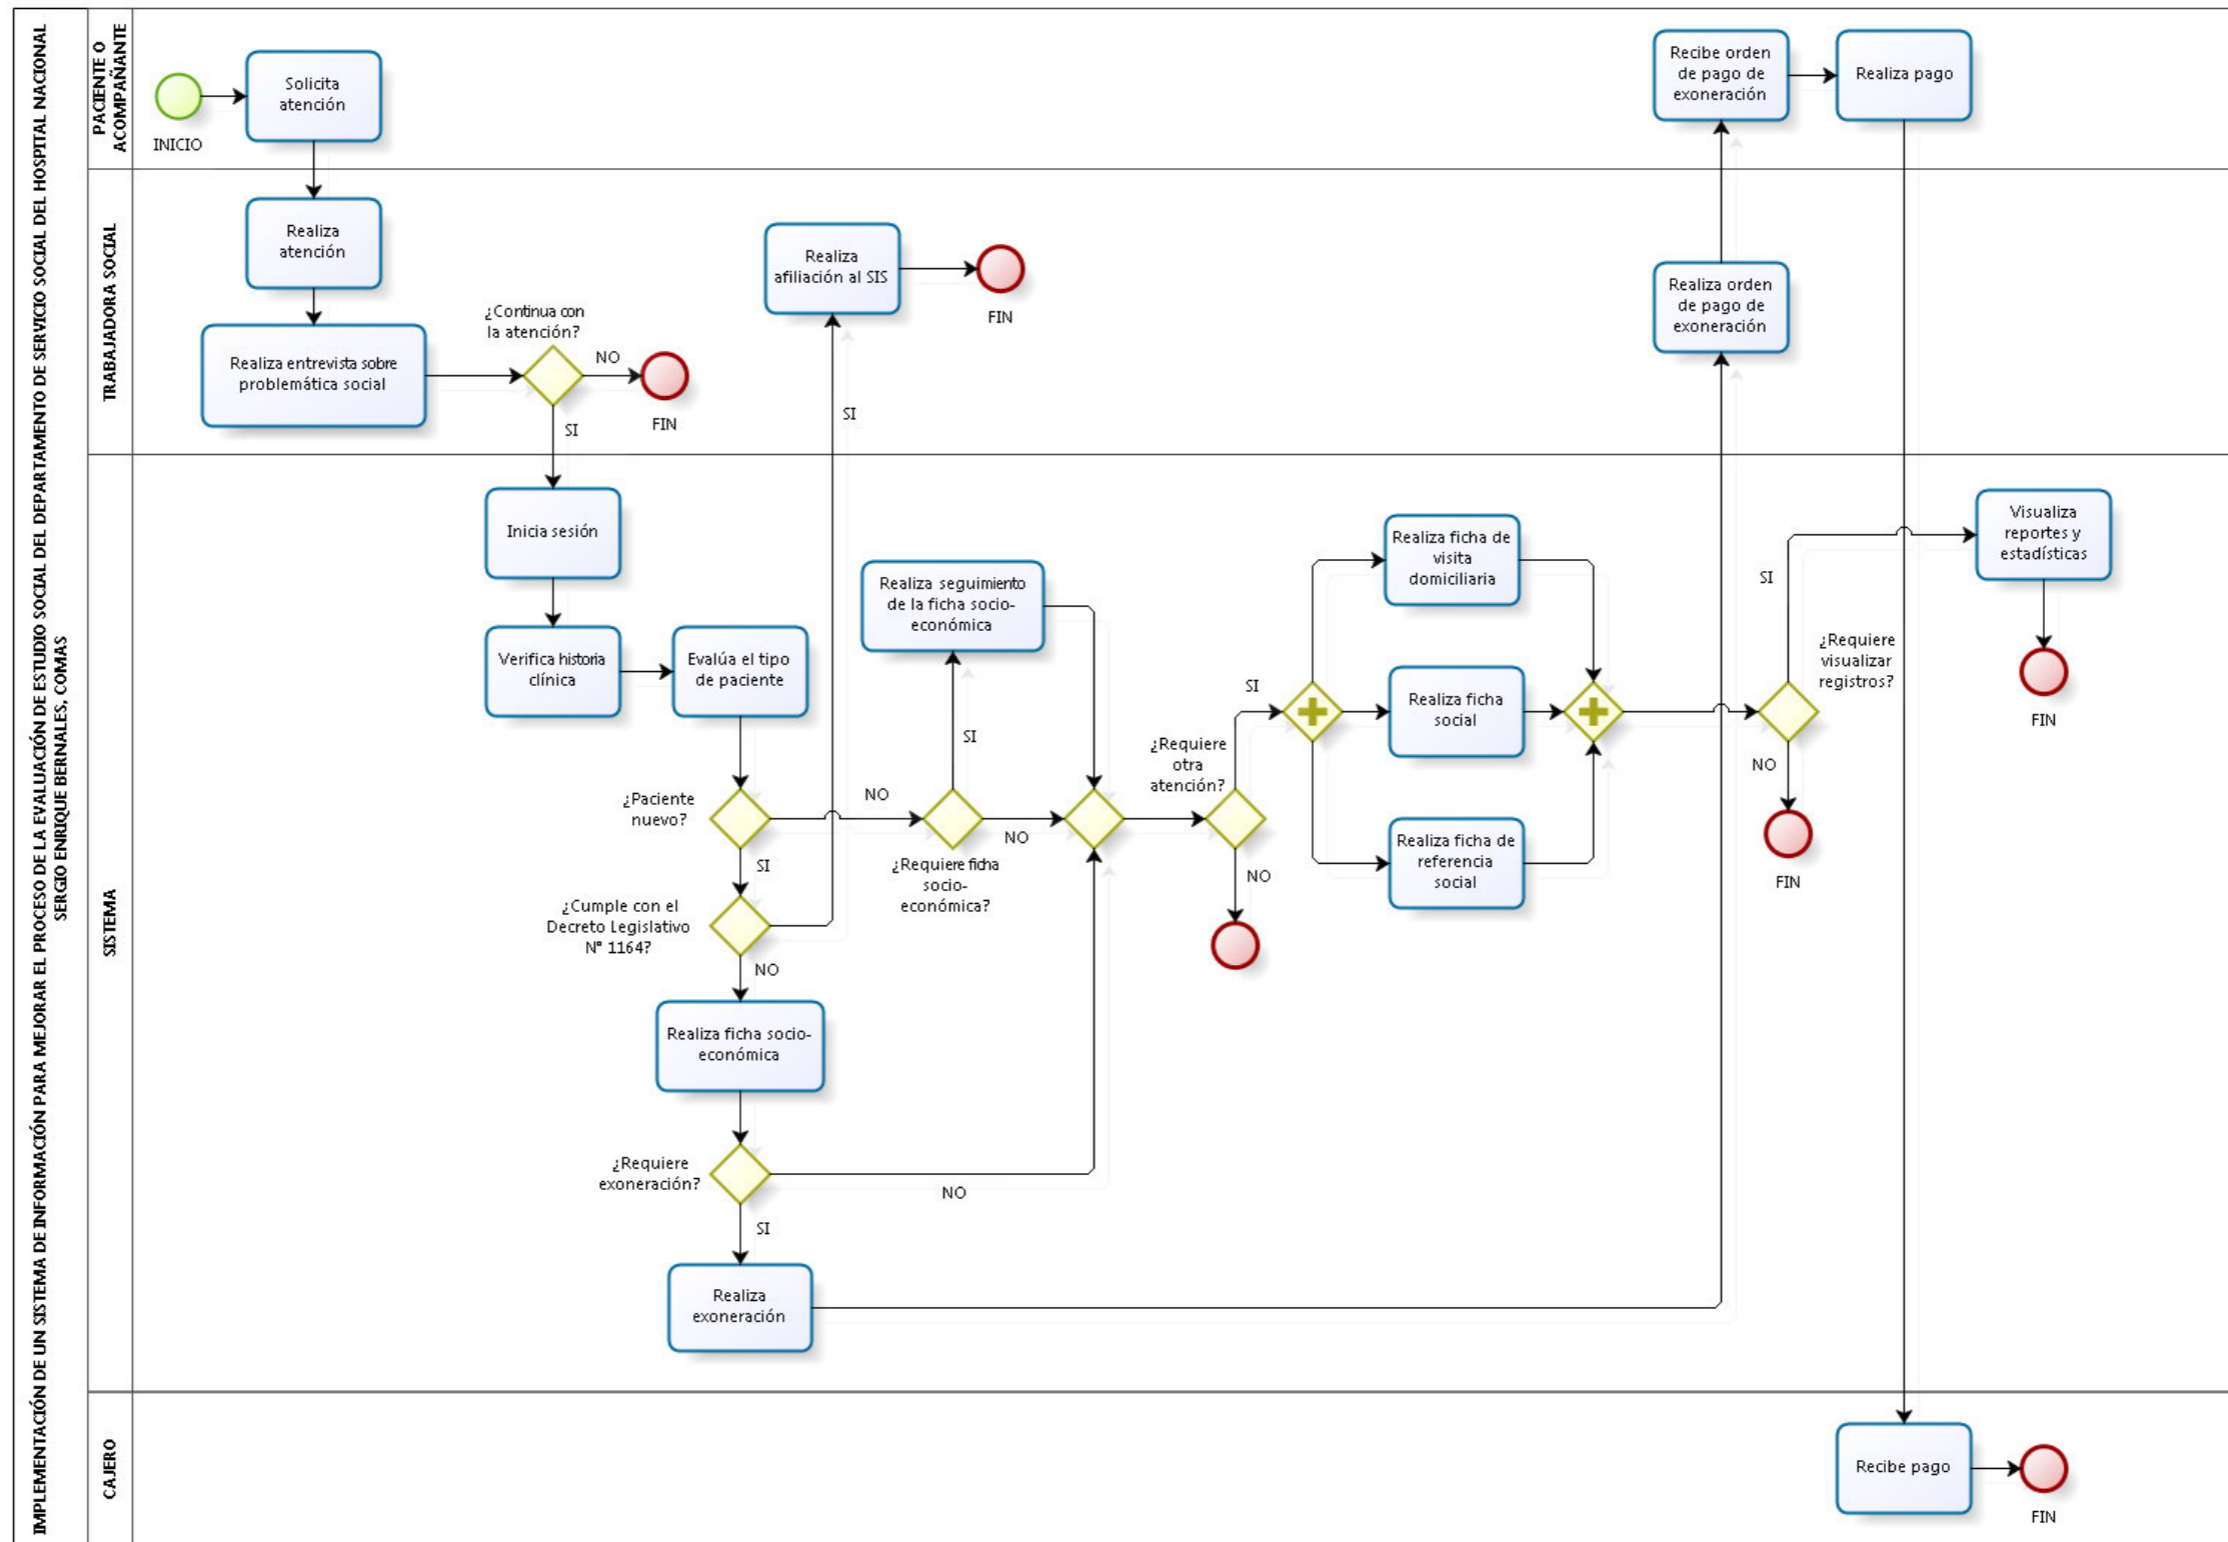 IMPLEMENTACIÓN DE UN SISTEMA DE INFORMACIÓN PARA MEJORAR EL PROCESO DE LA EVALUACIÓN DE ESTUDIO SOCIAL DEL DEPARTAMENTO DE SERVICIO SOCIAL DEL HOSPITAL NACIONAL
SERGIO ENRIQUE BERNALES, COMAS
PACIENTE O
ACOMPAÑANTE
INICIO
Solicita
atención
Recibe orden
de pago de
exoneración
Realiza pago
TRABAJADORA SOCIAL
Realiza
atención
Realiza entrevista sobre
problemática social
¿Continua con
la atención?
NO
FIN
SI
Realiza
afiliación al SIS
FIN
SI
Realiza orden
de pago de
exoneración
SISTEMA
Inicia sesión
Verifica historia
clínica
Evalúa el tipo
de paciente
¿Paciente
nuevo?
NO
SI
¿Cumple con el
Decreto Legislativo
N° 1164?
NO
Realiza ficha socio-
económica
¿Requiere
exoneración?
NO
SI
Realiza
exoneración
Realiza seguimiento
de la ficha socio-
económica
SI
NO
¿Requiere ficha
socio-
económica?
¿Requiere
otra
atención?
SI
NO
Realiza ficha de
visita
domiciliaria
Realiza ficha
social
Realiza ficha de
referencia
social
SI
¿Requiere
visualizar
registros?
NO
FIN
Visualiza
reportes y
estadísticas
FIN
CAJERO
Recibe pago
FIN